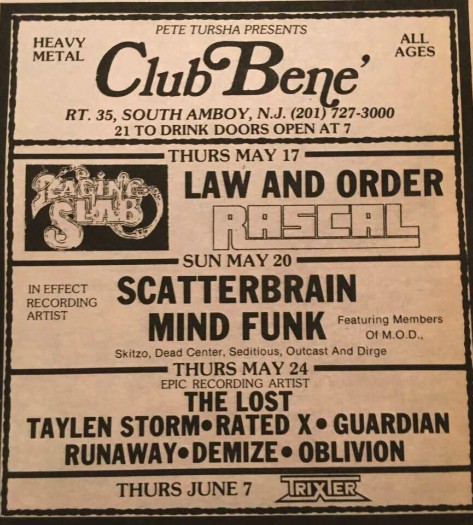 PETE TURSHA PRESENTS
HEAVY METAL
Club Bene'
ALL AGES
RT. 35, SOUTH AMBOY, N.J. (201) 727-3000
21 TO DRINK DOORS OPEN AT 7
THURS MAY 17
RAGING SLAB
LAW AND ORDER
RASCAL
SUN MAY 20
IN EFFECT
RECORDING
ARTIST
SCATTERBRAIN
MIND FUNK
Featuring Members
Of M.O.D.,
Skitzo, Dead Center, Seditious, Outcast And Dirge
THURS MAY 24
EPIC RECORDING ARTIST
THE LOST
TAYLEN STORM • RATED X • GUARDIAN
RUNAWAY • DEMIZE • OBLIVION
THURS JUNE 7 TRIXTER